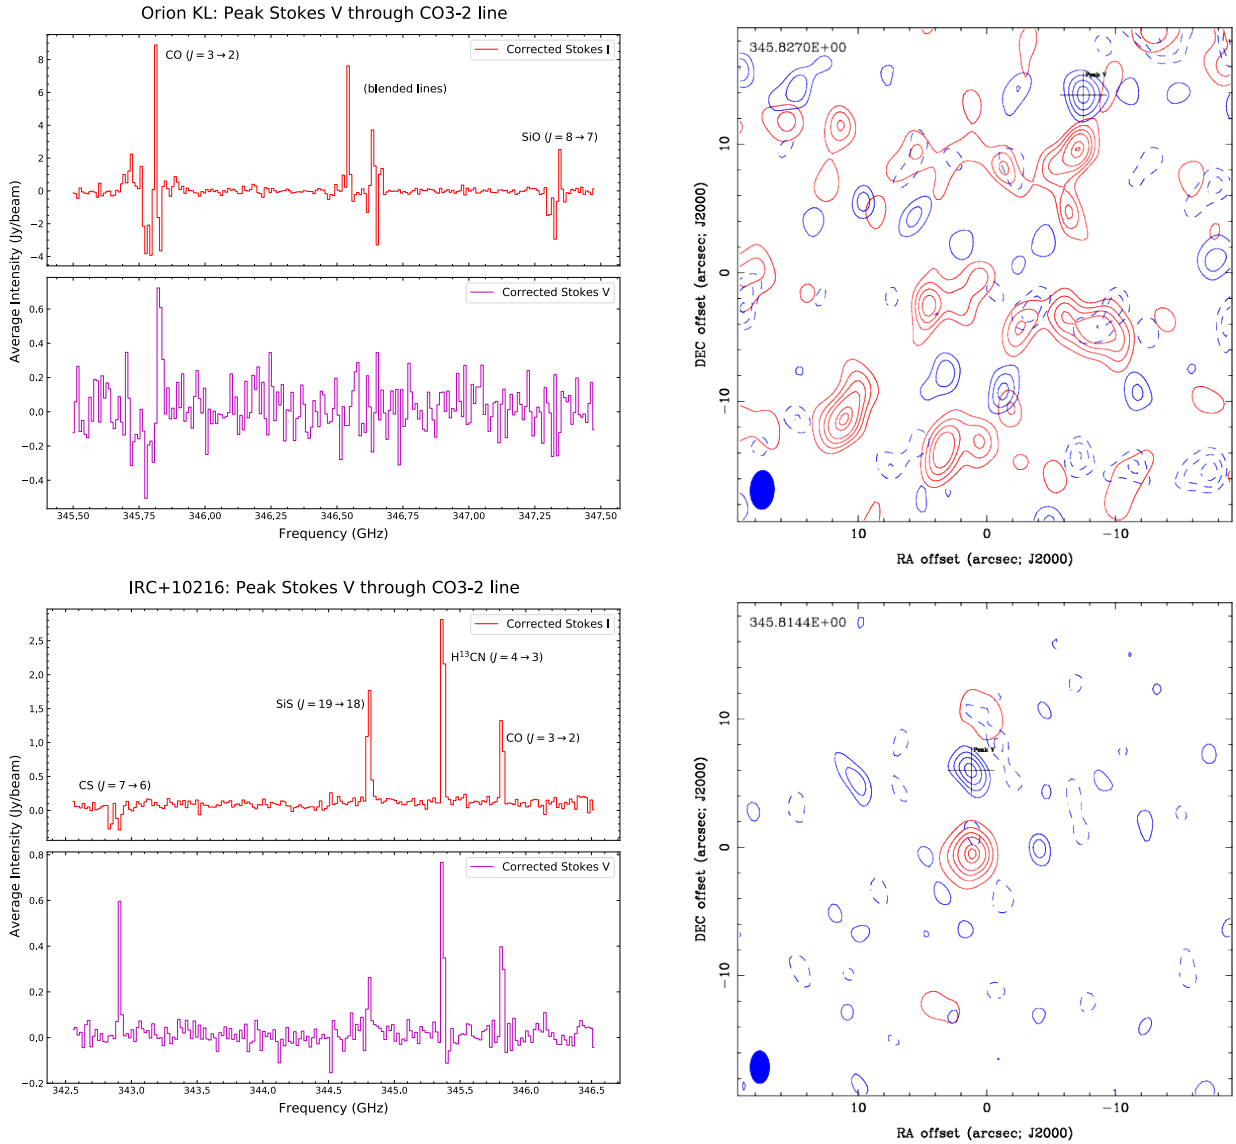 Orion KL: Peak Stokes V through CO3-2 line
Corrected Stokes I
CO (J = 3 → 2)
(blended lines)
SiO (J = 8 → 7)
8
6
4
2
0
−2
−4
Average Intensity (Jy/beam)
Corrected Stokes V
0.6
0.4
0.2
0.0
−0.2
−0.4
345.50 345.75 346.00 346.25 346.50 346.75 347.00 347.25 347.50
Frequency (GHz)
345.8270E+00
Peak V
10
0
−10
DEC offset (arcsec; J2000)
10 0 −10
RA offset (arcsec; J2000)
IRC+10216: Peak Stokes V through CO3-2 line
Corrected Stokes I
H¹³CN (J = 4 → 3)
SiS (J = 19 → 18)
CO (J = 3 → 2)
CS (J = 7 → 6)
2.5
2.0
1.5
1.0
0.5
0.0
Average Intensity (Jy/beam)
Corrected Stokes V
0.8
0.6
0.4
0.2
0.0
−0.2
342.5 343.0 343.5 344.0 344.5 345.0 345.5 346.0 346.5
Frequency (GHz)
345.8144E+00
Peak V
10
0
−10
DEC offset (arcsec; J2000)
10 0 −10
RA offset (arcsec; J2000)